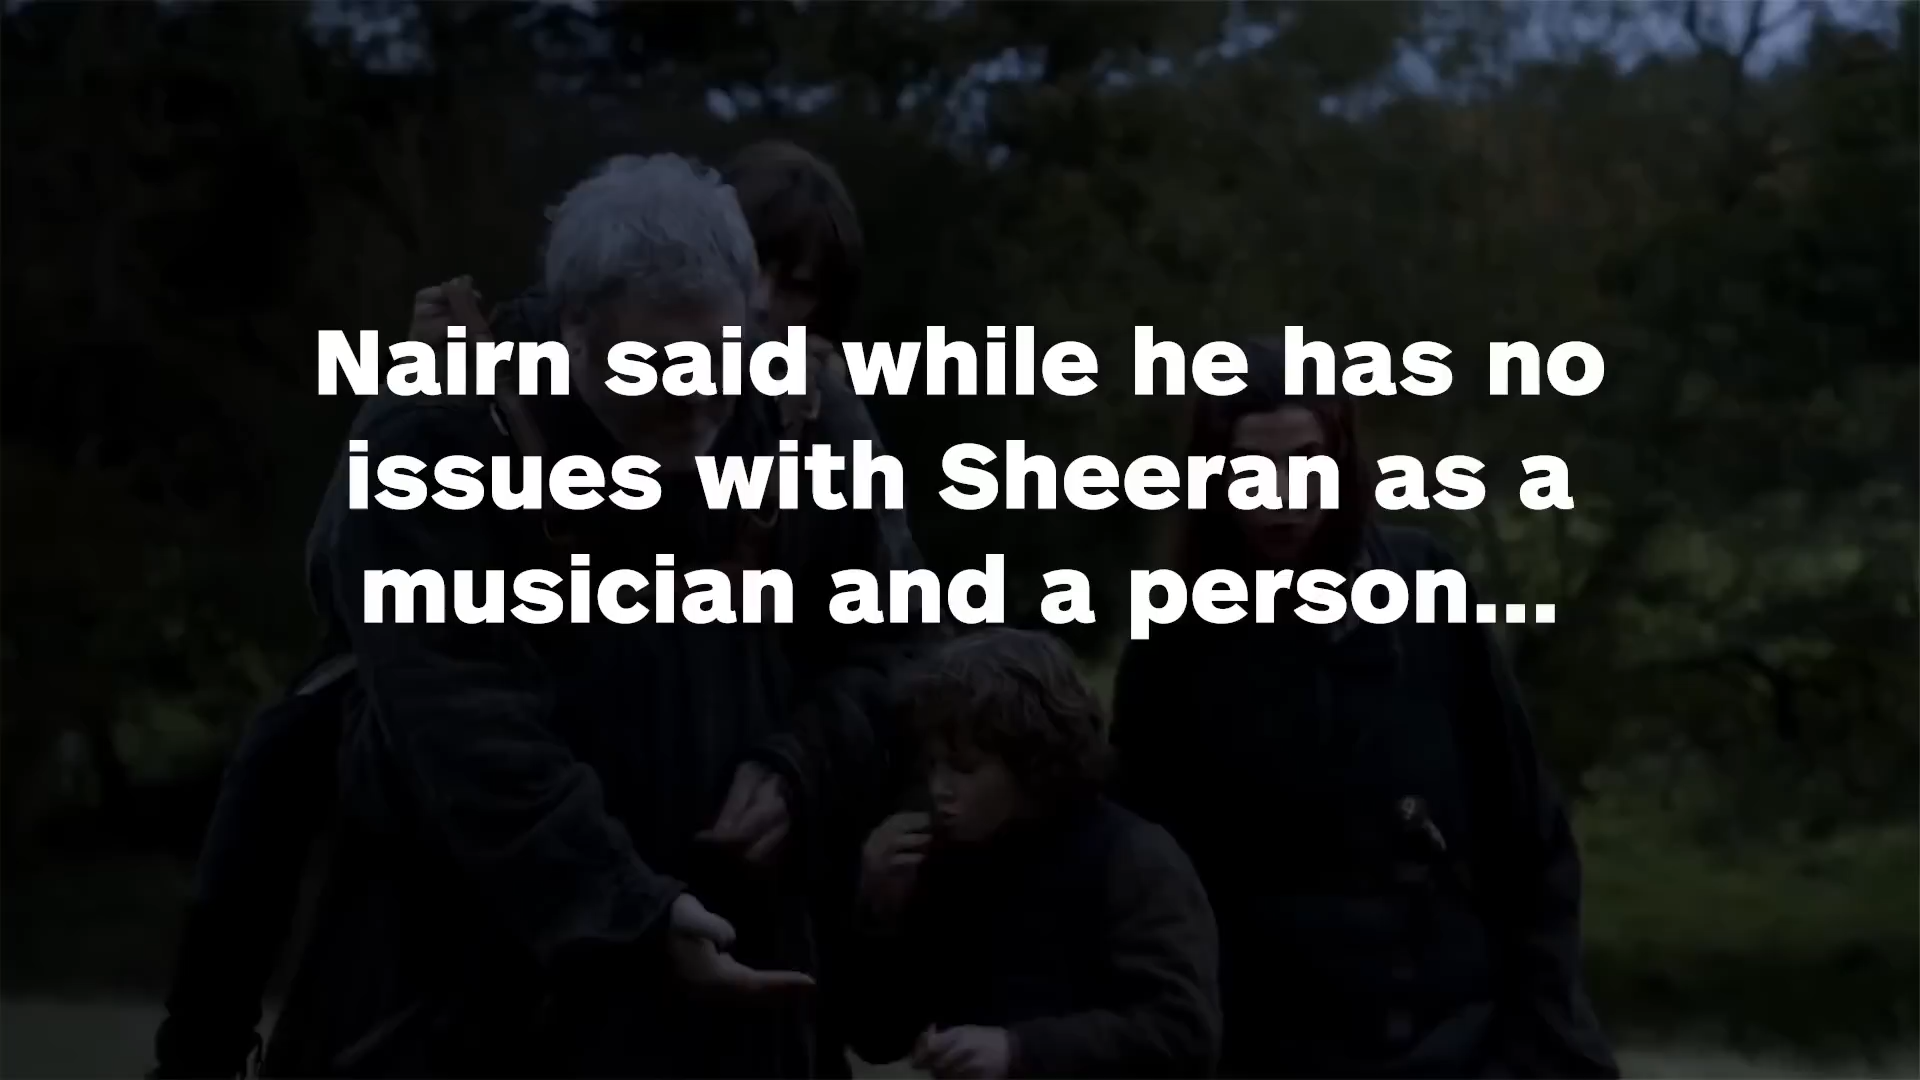 Nairn said while he has no
issues with Sheeran as a
musician and a person...